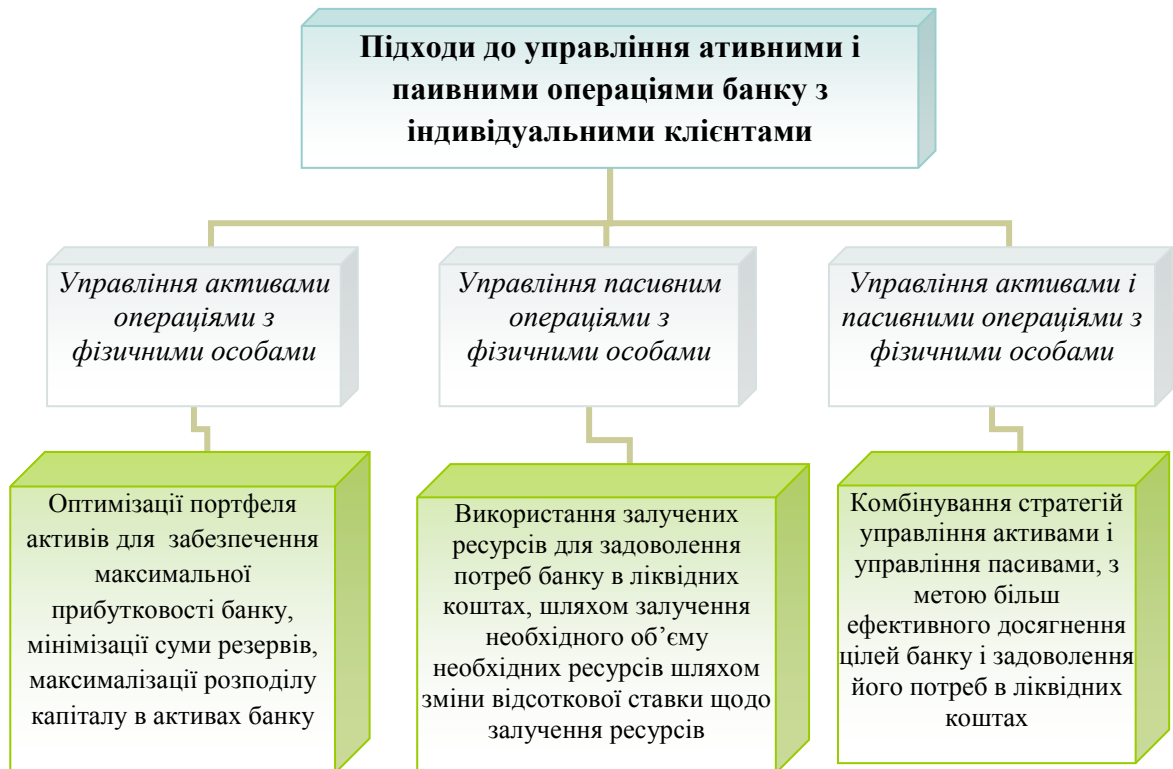 Підходи до управління ативними і
паивними операціями банку з
індивідуальними клієнтами
Управління активами
операціями з
фізичними особами
Управління пасивним
операціями з
фізичними особами
Управління активами і
пасивними операціями з
фізичними особами
Оптимізації портфеля
активів для забезпечення
максимальної
прибутковості банку,
мінімізації суми резервів,
максималізації розподілу
капіталу в активах банку
Використання залучених
ресурсів для задоволення
потреб банку в ліквідних
коштах, шляхом залучення
необхідного об’єму
необхідних ресурсів шляхом
зміни відсоткової ставки щодо
залучення ресурсів
Комбінування стратегій
управління активами і
управління пасивами, з
метою більш
ефективного досягнення
цілей банку і задоволення
його потреб в ліквідних
коштах